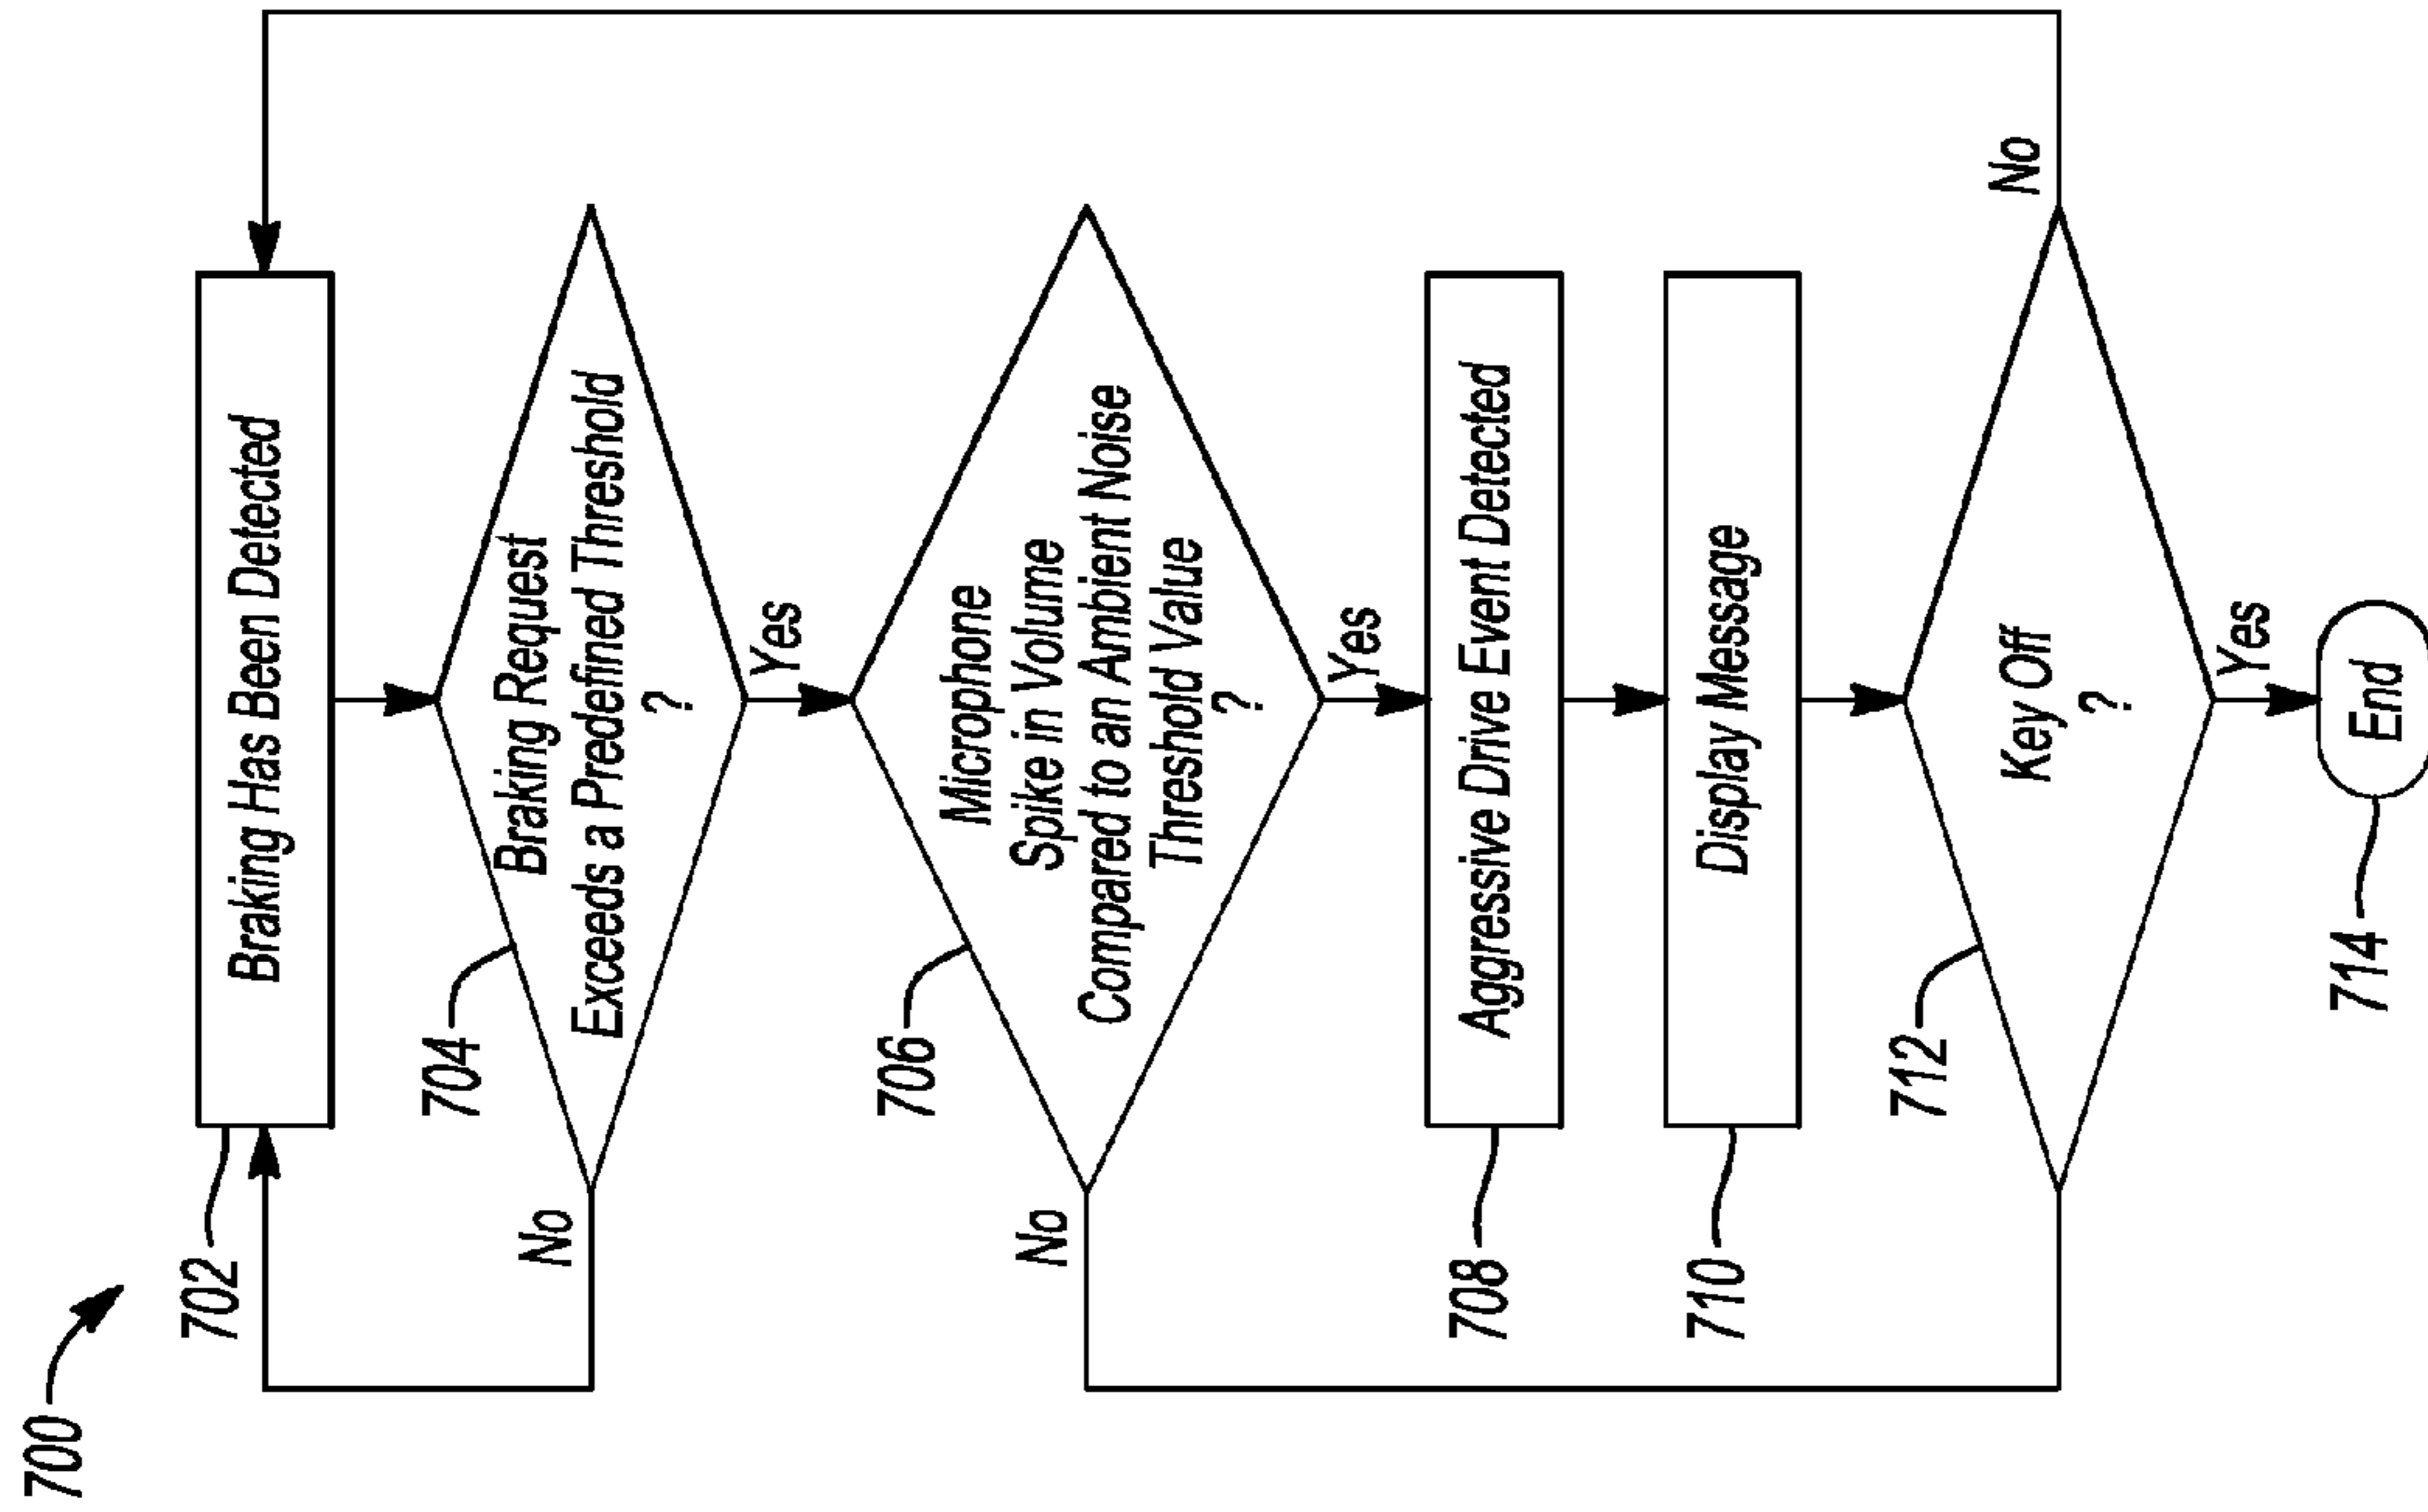 700
702
Braking Has Been Detected
704
Braking Request
Exceeds a Predefined Threshold
?
No
Yes
706
Microphone
Spike in Volume
Compared to an Ambient Noise
Threshold Value
?
No
Yes
708
Aggressive Drive Event Detected
710
Display Message
712
Key Off
?
No
Yes
714
End